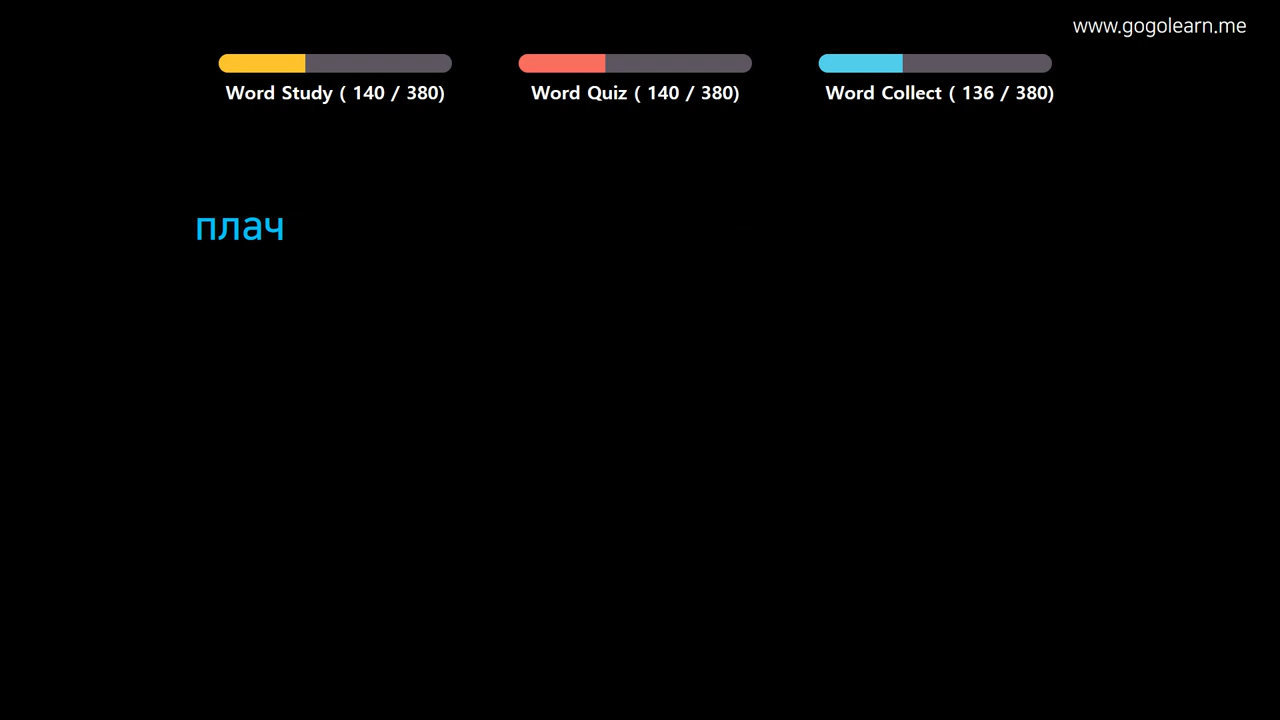 www.gogolearn.me
Word Study ( 140 / 380)
Word Quiz ( 140 / 380)
Word Collect ( 136 / 380)
плач